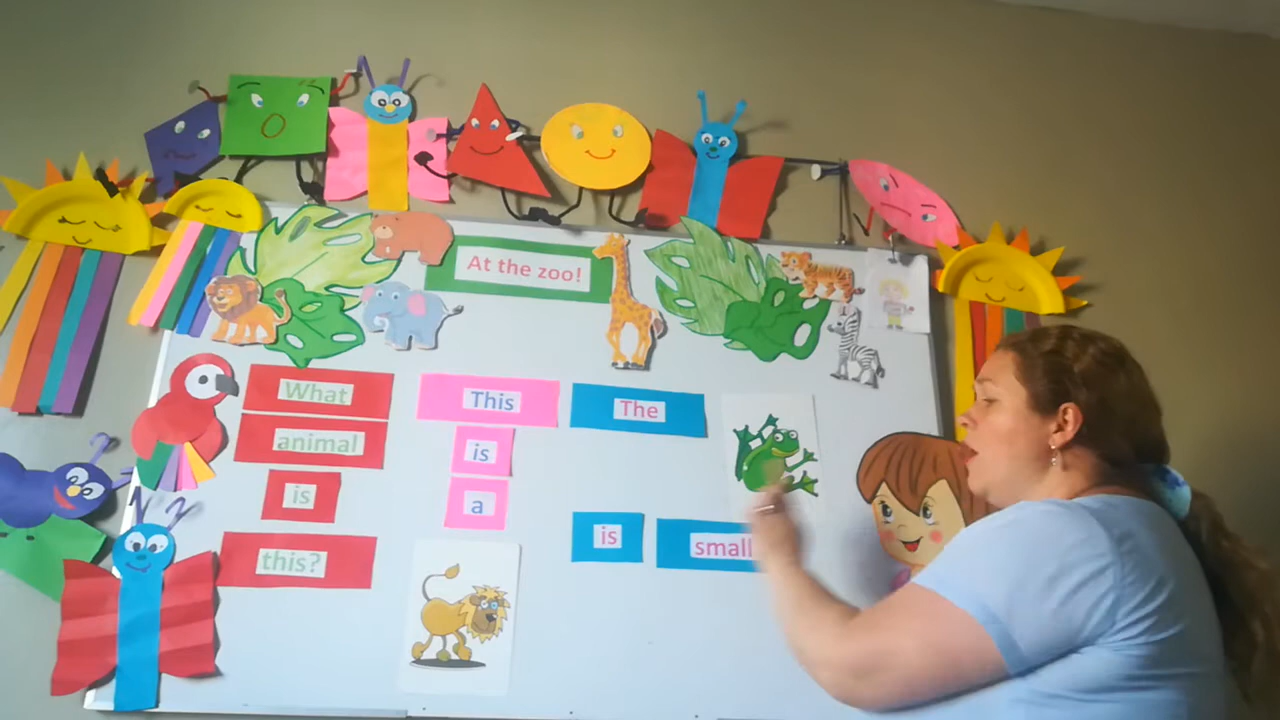 At the zoo!
What
animal
is
this?
This
is
a
The
is small